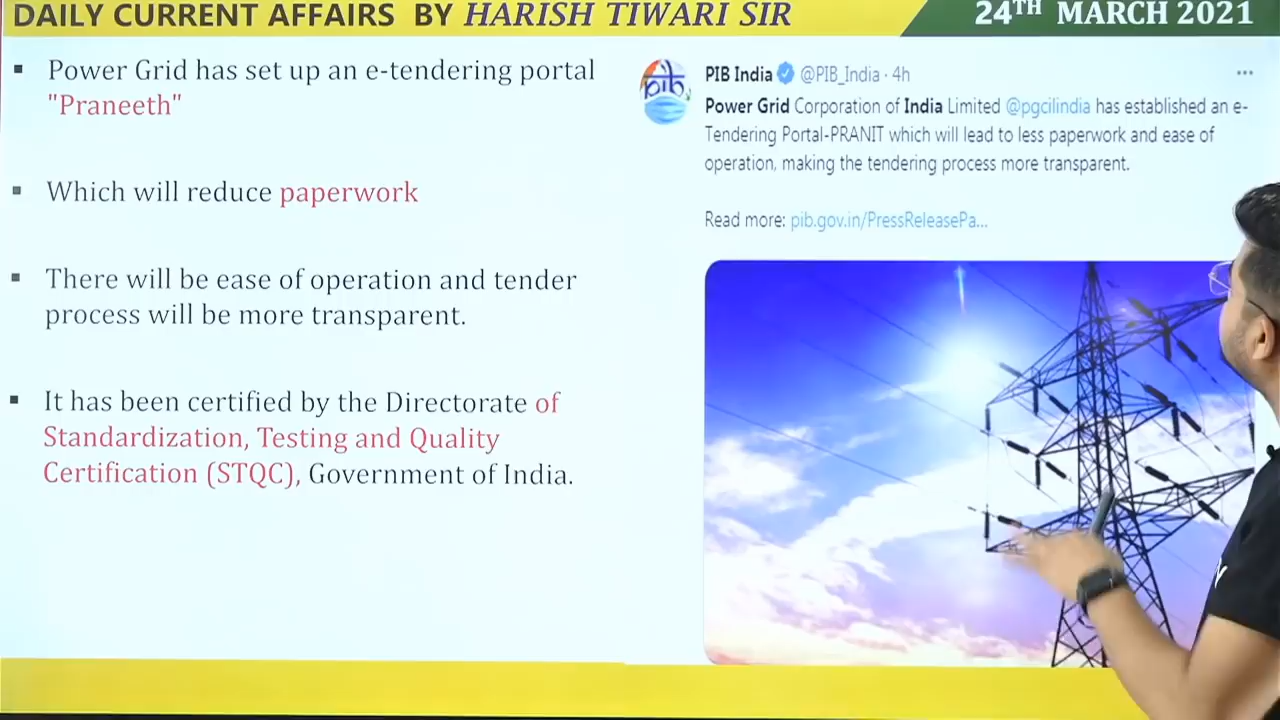 DAILY CURRENT AFFAIRS BY HARISH TIWARI SIR
24TH MARCH 2021
▪ Power Grid has set up an e-tendering portal
"Praneeth"
▪ Which will reduce paperwork
▪ There will be ease of operation and tender
process will be more transparent.
▪ It has been certified by the Directorate of
Standardization, Testing and Quality
Certification (STQC), Government of India.
pib
PIB India @PIB_India · 4h
Power Grid Corporation of India Limited @pgcilindia has established an e-
Tendering Portal-PRANIT which will lead to less paperwork and ease of
operation, making the tendering process more transparent.
Read more: pib.gov.in/PressReleasePa...